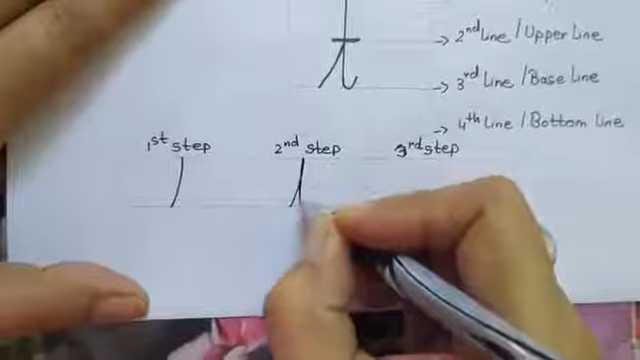 → 2nd Line / Upper Line
→ 3rd Line / Base Line
→ 4th Line / Bottom Line
1st step 2nd step 3rd step